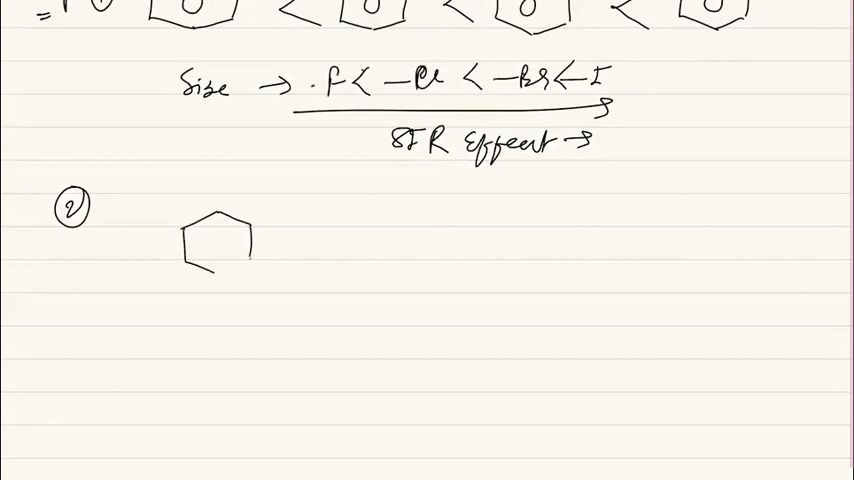 < < <
Size → . F < –Cl < –Br < –I
SIR Effect →
②